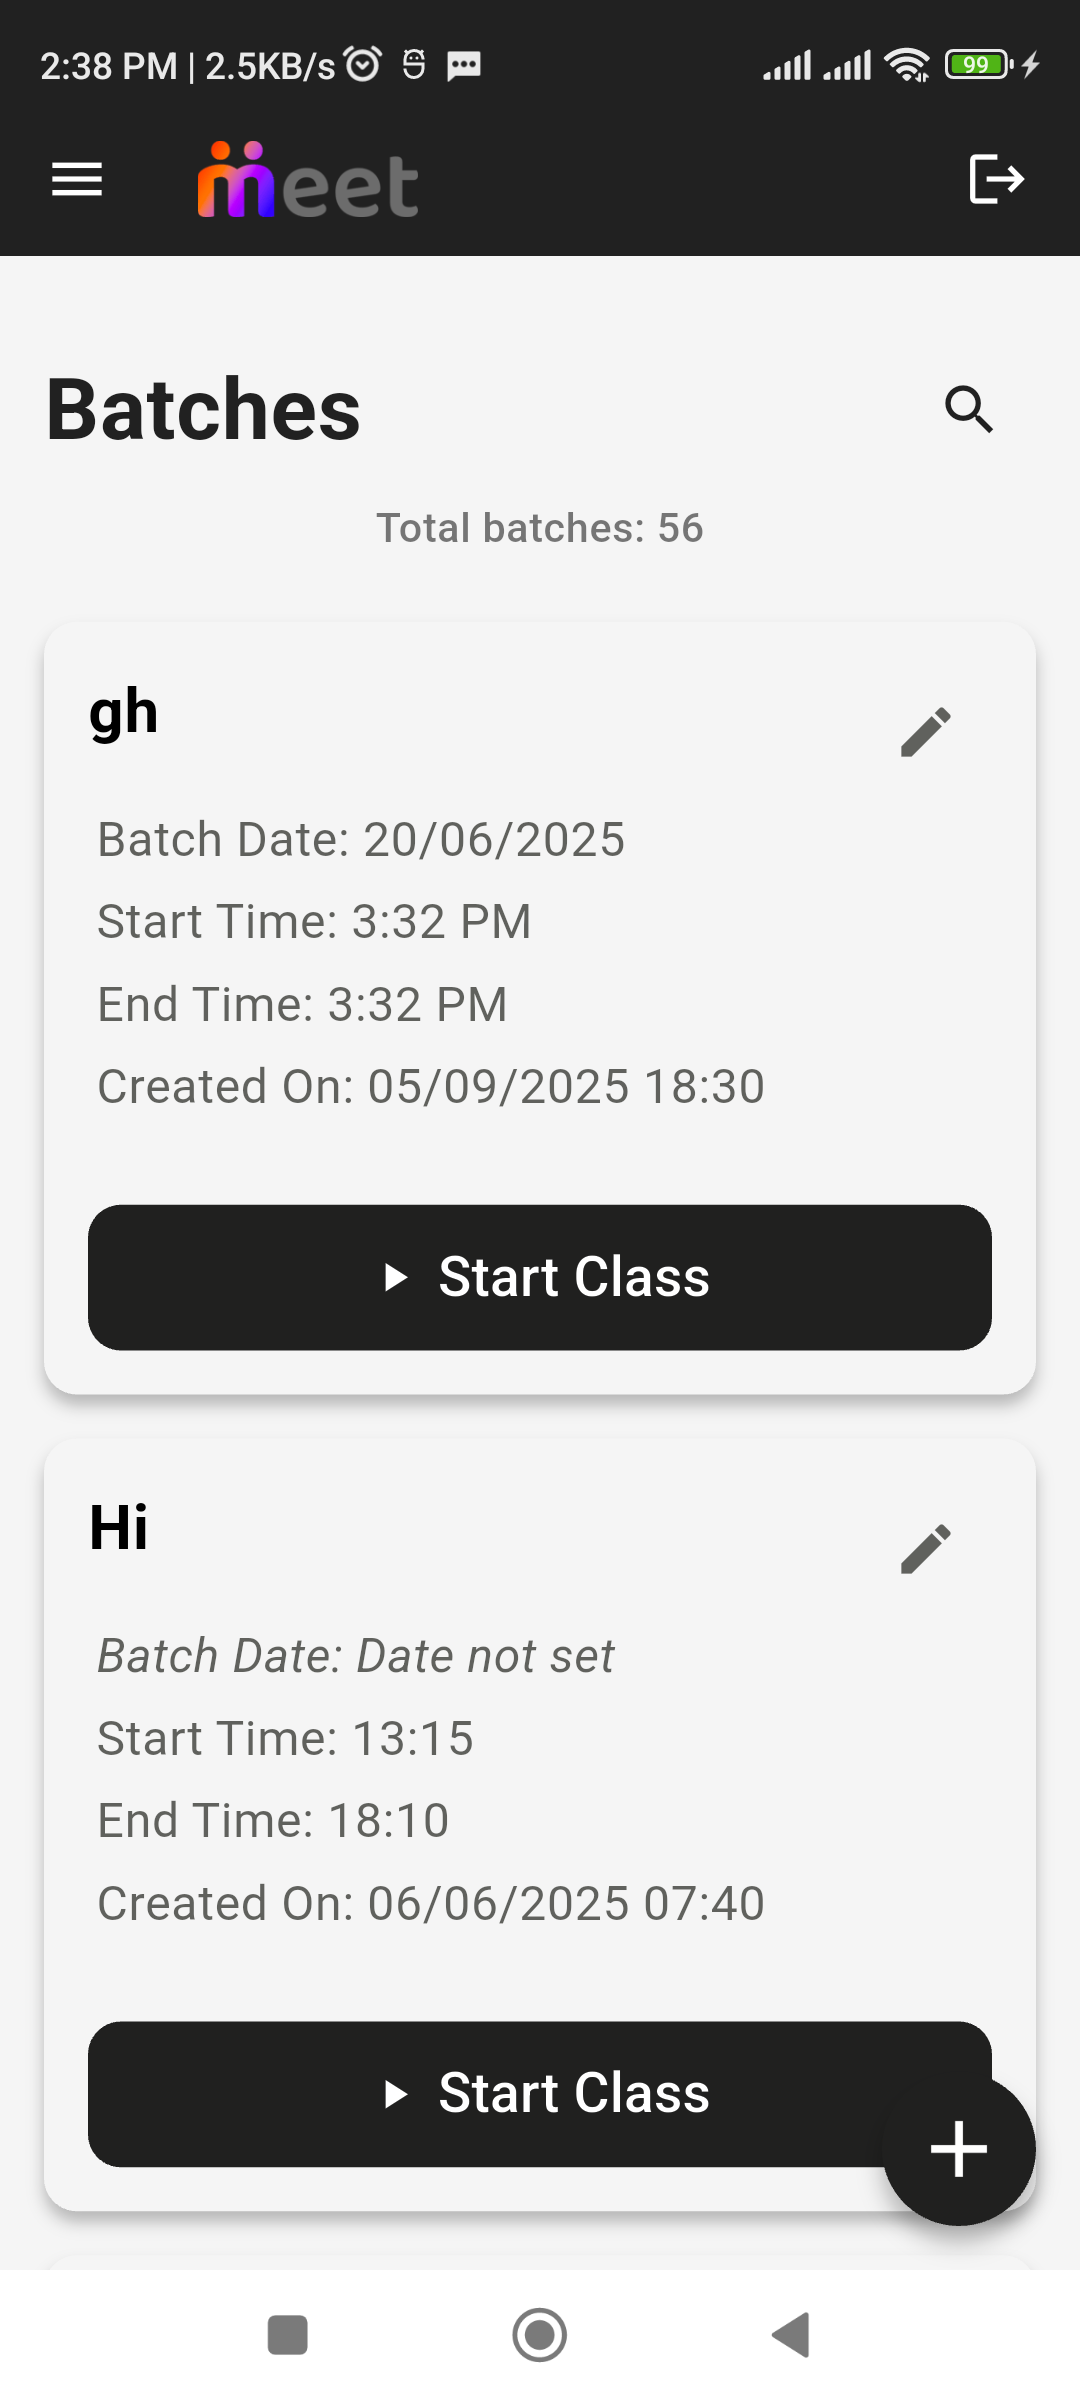 2:38 PM | 2.5KB/s
99
meet
Batches
Total batches: 56
gh
Batch Date: 20/06/2025
Start Time: 3:32 PM
End Time: 3:32 PM
Created On: 05/09/2025 18:30
Start Class
Hi
Batch Date: Date not set
Start Time: 13:15
End Time: 18:10
Created On: 06/06/2025 07:40
Start Class